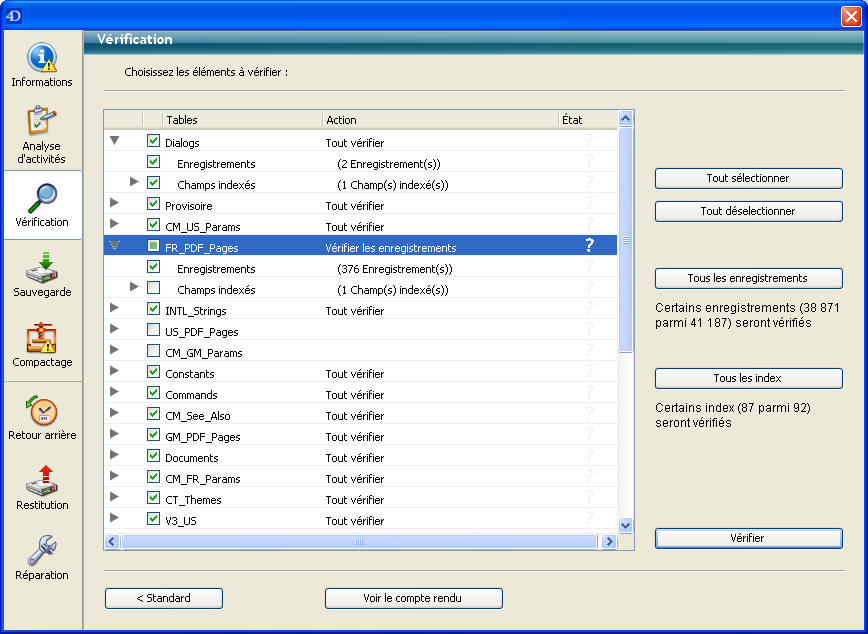 4D
Vérification
Informations
Analyse
d'activités
Vérification
Sauvegarde
Compactage
Retour arrière
Restitution
Réparation
Choisissez les éléments à vérifier :
Tables Action État
Dialogs Tout vérifier ?
Enregistrements (2 Enregistrement(s)) ?
Champs indexés (1 Champ(s) indexé(s)) ?
Provisoire Tout vérifier ?
CM_US_Params Tout vérifier ?
FR_PDF_Pages Vérifier les enregistrements ?
Enregistrements (376 Enregistrement(s)) ?
Champs indexés (1 Champ(s) indexé(s)) ?
INTL_Strings Tout vérifier ?
US_PDF_Pages ?
CM_GM_Params ?
Constants Tout vérifier ?
Commands Tout vérifier ?
CM_See_Also Tout vérifier ?
GM_PDF_Pages Tout vérifier ?
Documents Tout vérifier ?
CM_FR_Params Tout vérifier ?
CT_Themes Tout vérifier ?
V3_US Tout vérifier ?
Tout sélectionner
Tout déselectionner
Tous les enregistrements
Certains enregistrements (38 871
parmi 41 187) seront vérifiés
Tous les index
Certains index (87 parmi 92)
seront vérifiés
Vérifier
< Standard
Voir le compte rendu